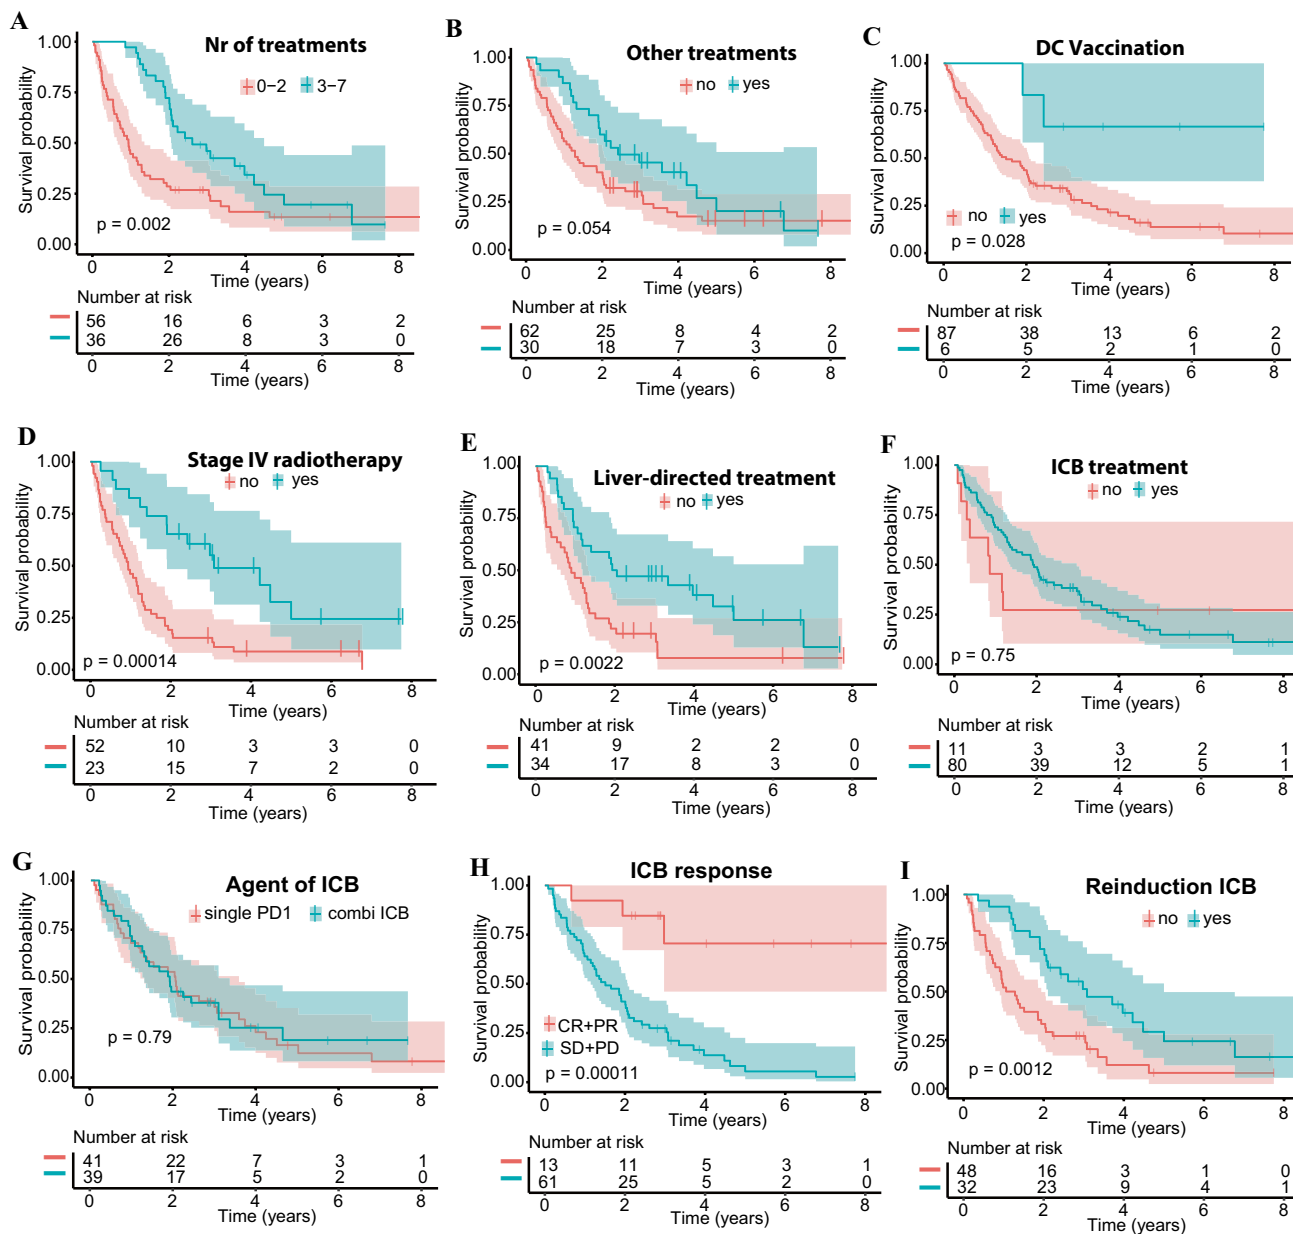 A
Nr of treatments
0−2 3−7
Survival probability
1.00
0.75
0.50
0.25
0.00
p = 0.002
0 2 4 6 8
Time (years)
Number at risk
56 16 6 3 2
36 26 8 3 0
0 2 4 6 8
Time (years)
B
Other treatments
no yes
Survival probability
1.00
0.75
0.50
0.25
0.00
p = 0.054
0 2 4 6 8
Time (years)
Number at risk
62 25 8 4 2
30 18 7 3 0
0 2 4 6 8
Time (years)
C
DC Vaccination
Survival probability
1.00
0.75
0.50
0.25
0.00
no yes
p = 0.028
0 2 4 6 8
Time (years)
Number at risk
87 38 13 6 2
6 5 2 1 0
0 2 4 6 8
Time (years)
D
Stage IV radiotherapy
no yes
Survival probability
1.00
0.75
0.50
0.25
0.00
p = 0.00014
0 2 4 6 8
Time (years)
Number at risk
52 10 3 3 0
23 15 7 2 0
0 2 4 6 8
Time (years)
E
Liver-directed treatment
no yes
Survival probability
1.00
0.75
0.50
0.25
0.00
p = 0.0022
0 2 4 6 8
Time (years)
Number at risk
41 9 2 2 0
34 17 8 3 0
0 2 4 6 8
Time (years)
F
ICB treatment
no yes
Survival probability
1.00
0.75
0.50
0.25
0.00
p = 0.75
0 2 4 6 8
Time (years)
Number at risk
11 3 3 2 1
80 39 12 5 1
0 2 4 6 8
Time (years)
G
Agent of ICB
single PD1 combi ICB
Survival probability
1.00
0.75
0.50
0.25
0.00
p = 0.79
0 2 4 6 8
Time (years)
Number at risk
41 22 7 3 1
39 17 5 2 0
0 2 4 6 8
Time (years)
H
ICB response
Survival probability
1.00
0.75
0.50
0.25
0.00
CR+PR
SD+PD
p = 0.00011
0 2 4 6 8
Time (years)
Number at risk
13 11 5 3 1
61 25 5 2 0
0 2 4 6 8
Time (years)
I
Reinduction ICB
no yes
Survival probability
1.00
0.75
0.50
0.25
0.00
p = 0.0012
0 2 4 6 8
Time (years)
Number at risk
48 16 3 1 0
32 23 9 4 1
0 2 4 6 8
Time (years)